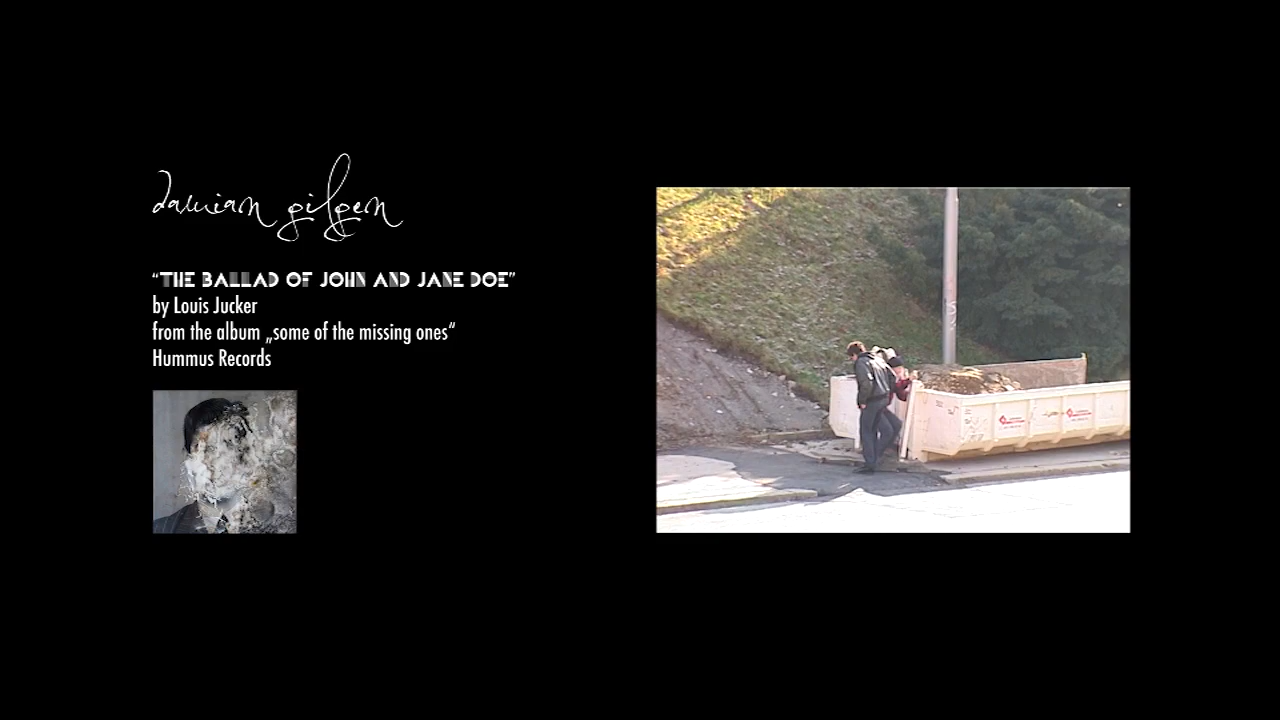 damian gilgen
“THE BALLAD OF JOHN AND JANE DOE”
by Louis Jucker
from the album „some of the missing ones“
Hummus Records